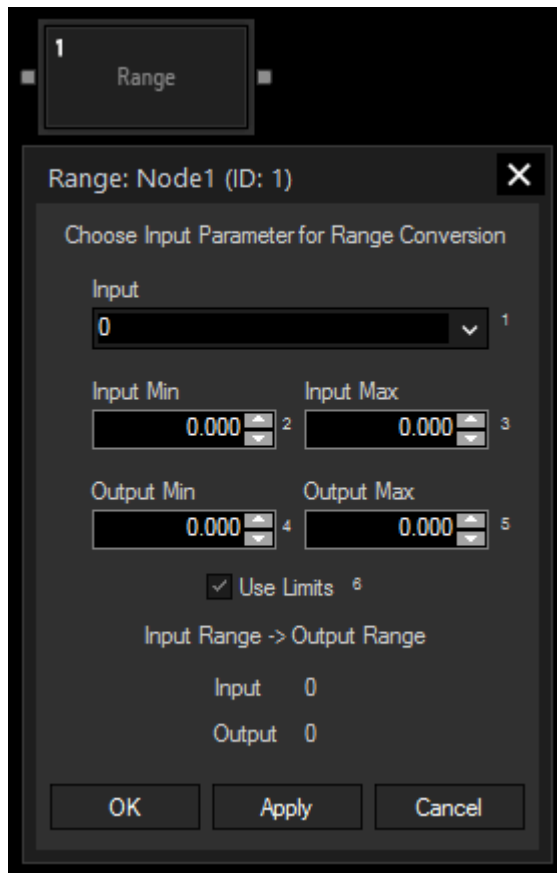 1
Range
Range: Node1 (ID: 1)
Choose Input Parameter for Range Conversion
Input
0 1
Input Min Input Max
0.000 2 0.000 3
Output Min Output Max
0.000 4 0.000 5
Use Limits 6
Input Range -> Output Range
Input 0
Output 0
OK Apply Cancel